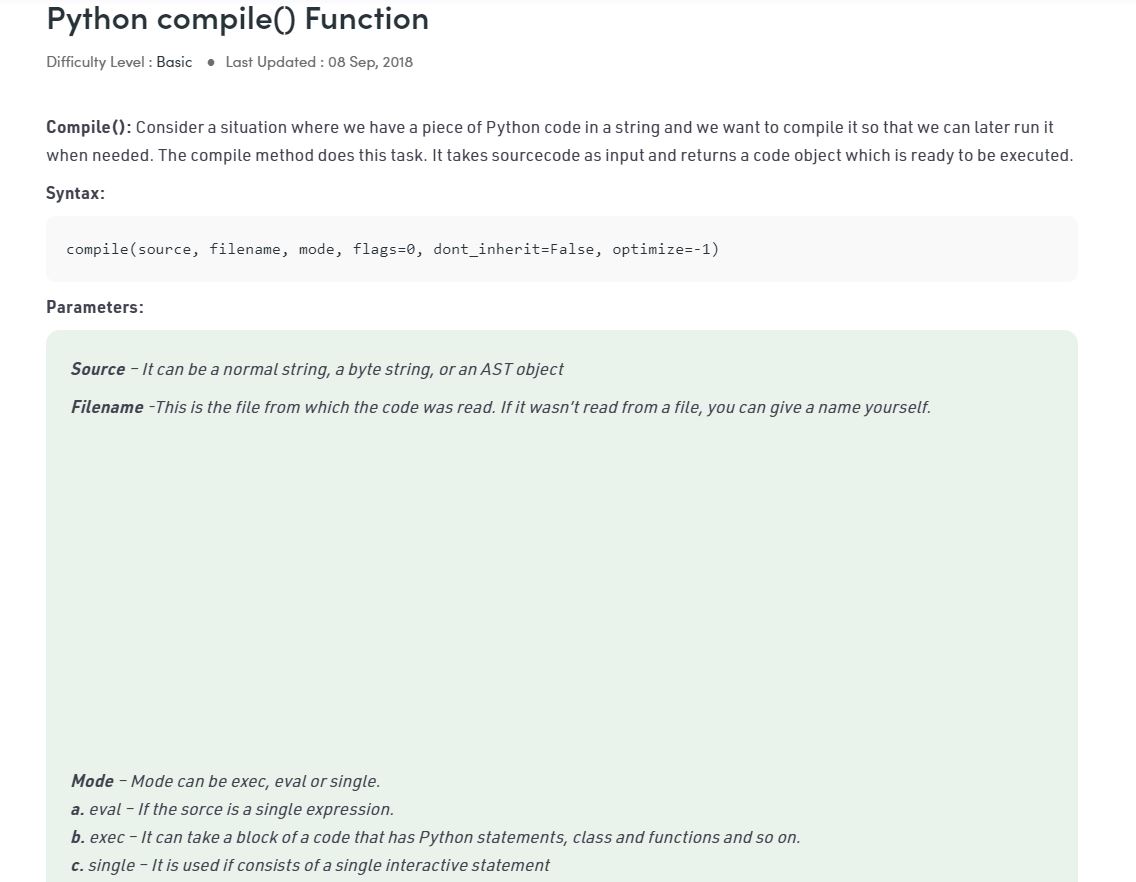 Python compile() Function
Difficulty Level : Basic ● Last Updated : 08 Sep, 2018
Compile(): Consider a situation where we have a piece of Python code in a string and we want to compile it so that we can later run it
when needed. The compile method does this task. It takes sourcecode as input and returns a code object which is ready to be executed.
Syntax:
compile(source, filename, mode, flags=0, dont_inherit=False, optimize=-1)
Parameters:
Source – It can be a normal string, a byte string, or an AST object
Filename -This is the file from which the code was read. If it wasn't read from a file, you can give a name yourself.
Mode – Mode can be exec, eval or single.
a. eval – If the sorce is a single expression.
b. exec – It can take a block of a code that has Python statements, class and functions and so on.
c. single – It is used if consists of a single interactive statement